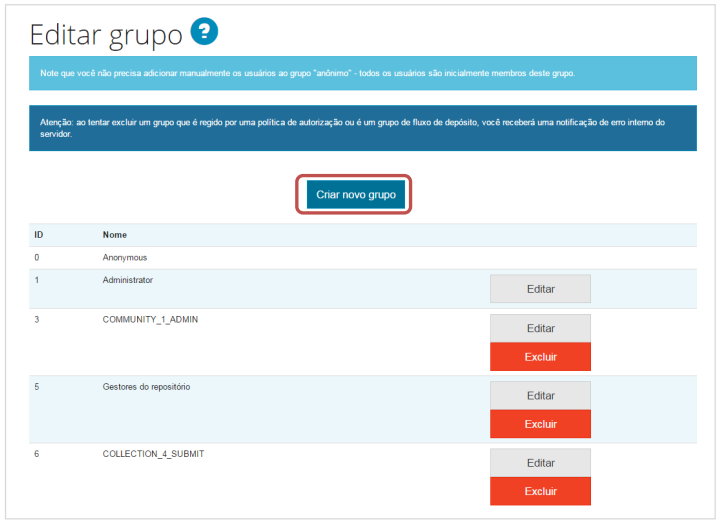 Editar grupo ?
Note que você não precisa adicionar manualmente os usuários ao grupo "anônimo" - todos os usuários são inicialmente membros deste grupo.
Atenção: ao tentar excluir um grupo que é regido por uma política de autorização ou é um grupo de fluxo de depósito, você receberá uma notificação de erro interno do
servidor.
Criar novo grupo
ID Nome
0 Anonymous
1 Administrator
Editar
3 COMMUNITY_1_ADMIN
Editar
Excluir
5 Gestores do repositório
Editar
Excluir
6 COLLECTION_4_SUBMIT
Editar
Excluir